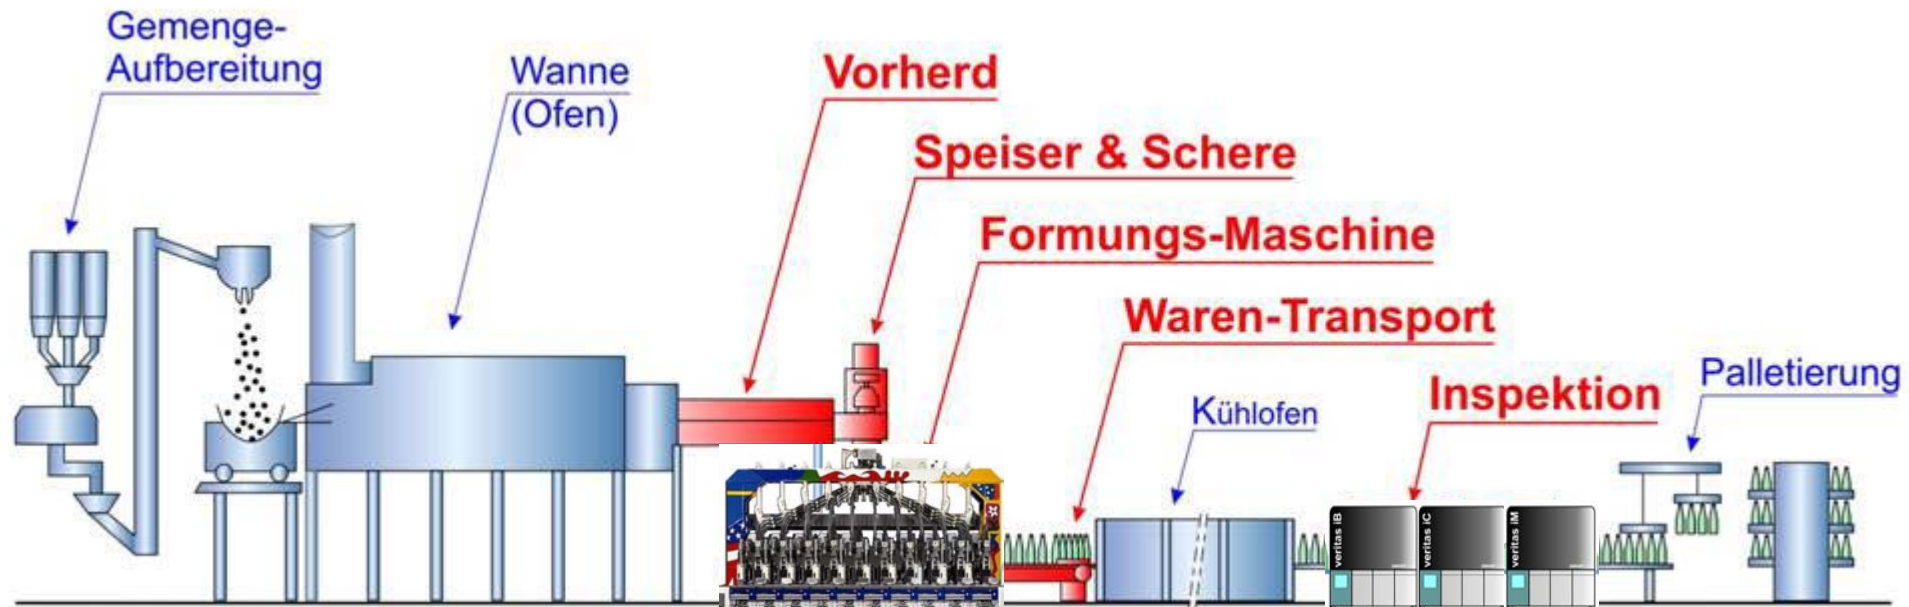 Gemenge-
Aufbereitung
Wanne
(Ofen)
Vorherd
Speiser & Schere
Formungs-Maschine
Waren-Transport
Kühlofen
Inspektion
Palletierung
veritas iB
veritas iC
veritas iM